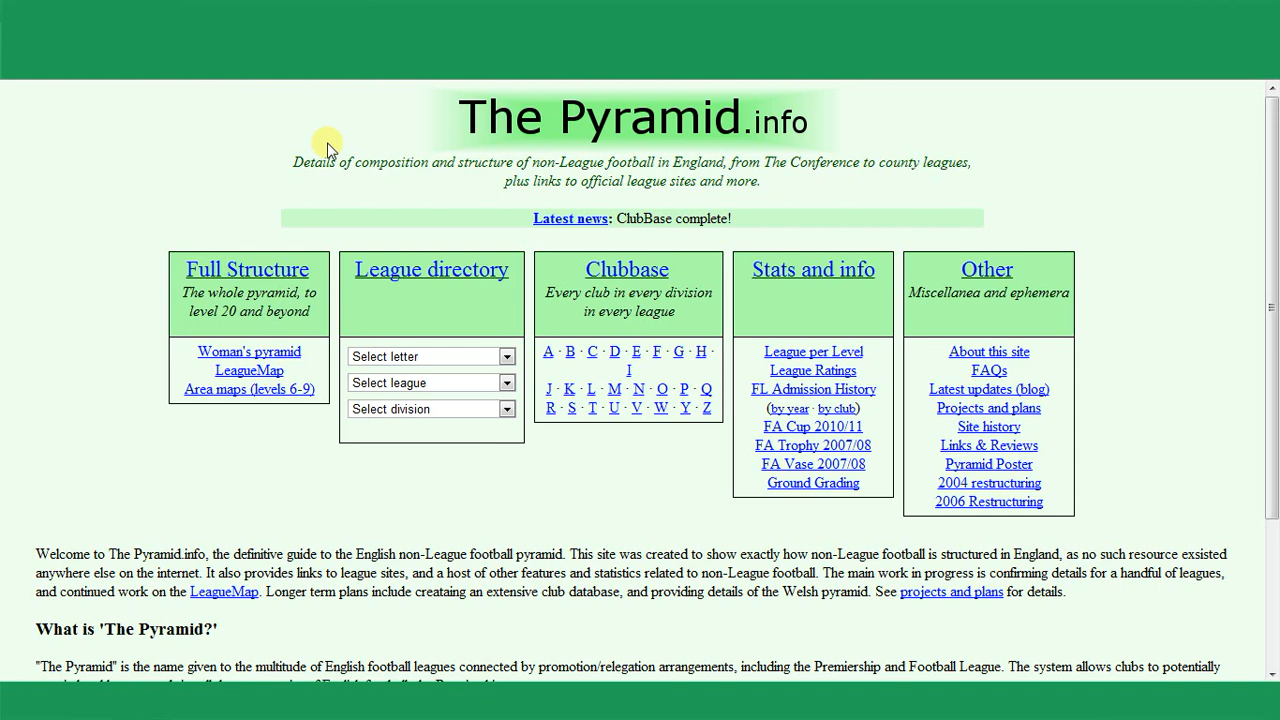 The Pyramid.info
Details of composition and structure of non-League football in England, from The Conference to county leagues,
plus links to official league sites and more.
Latest news: ClubBase complete!
Full Structure
The whole pyramid, to
level 20 and beyond
Woman's pyramid
LeagueMap
Area maps (levels 6-9)
League directory
Select letter
Select league
Select division
Clubbase
Every club in every division
in every league
A · B · C · D · E · F · G · H ·
I
J · K · L · M · N · O · P · Q
R · S · T · U · V · W · Y · Z
Stats and info
League per Level
League Ratings
FL Admission History
(by year · by club)
FA Cup 2010/11
FA Trophy 2007/08
FA Vase 2007/08
Ground Grading
Other
Miscellanea and ephemera
About this site
FAQs
Latest updates (blog)
Projects and plans
Site history
Links & Reviews
Pyramid Poster
2004 restructuring
2006 Restructuring
Welcome to The Pyramid.info, the definitive guide to the English non-League football pyramid. This site was created to show exactly how non-League football is structured in England, as no such resource exsisted
anywhere else on the internet. It also provides links to league sites, and a host of other features and statistics related to non-League football. The main work in progress is confirming details for a handful of leagues,
and continued work on the LeagueMap. Longer term plans include creataing an extensive club database, and providing details of the Welsh pyramid. See projects and plans for details.
What is 'The Pyramid?'
"The Pyramid" is the name given to the multitude of English football leagues connected by promotion/relegation arrangements, including the Premiership and Football League. The system allows clubs to potentially